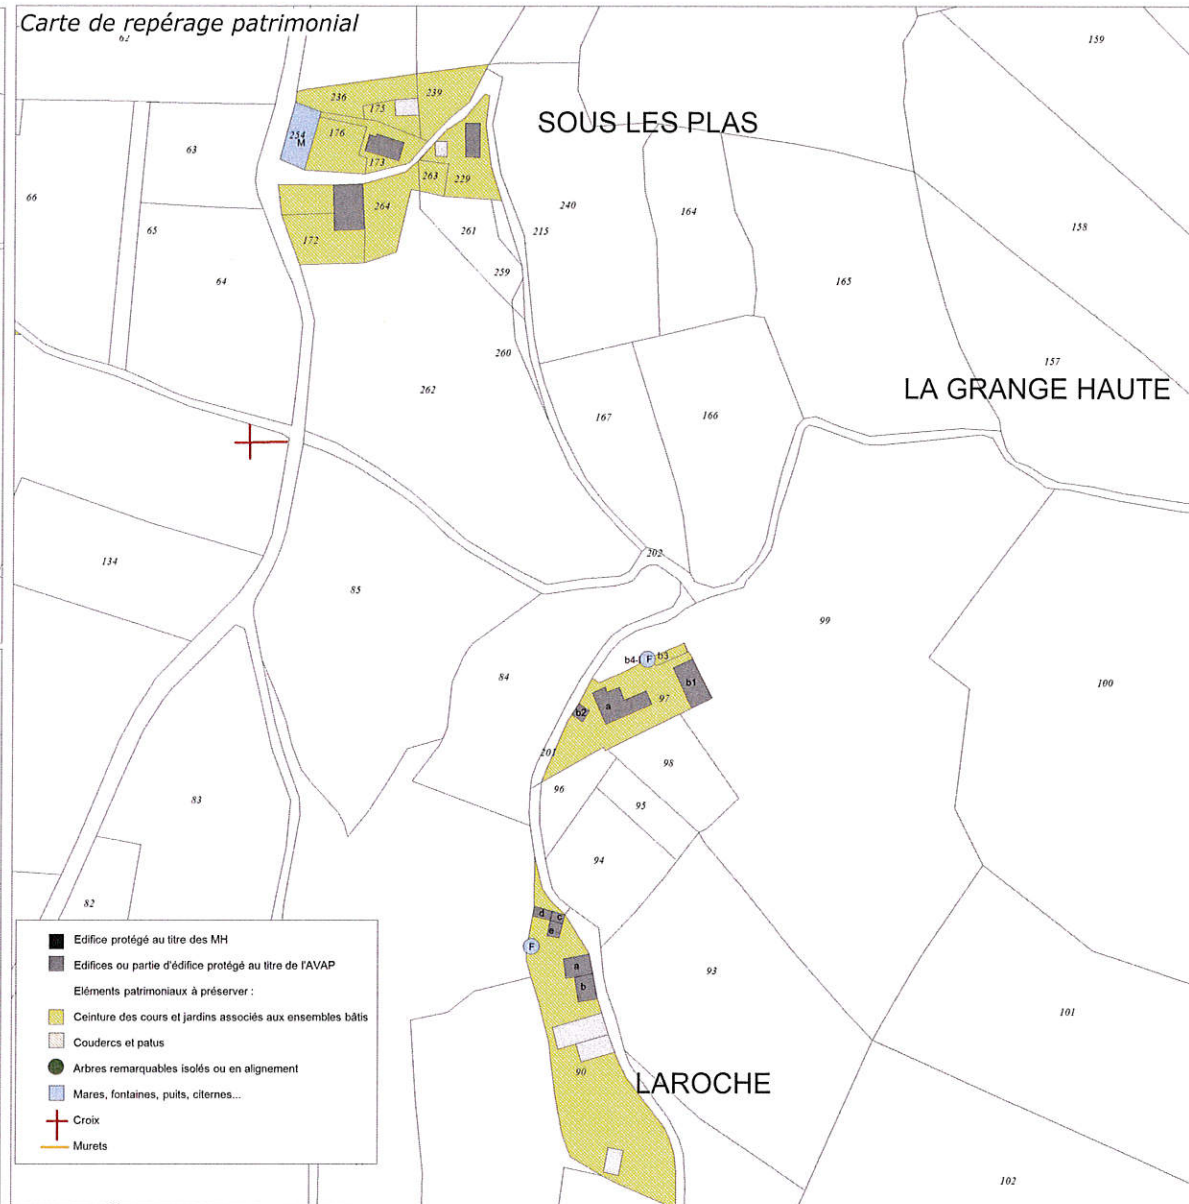 Carte de repérage patrimonial
62
159
236
175
239
SOUS LES PLAS
254
M
176
63
173
263
229
66
264
240
164
158
172
261
215
65
259
64
165
260
157
262
LA GRANGE HAUTE
167
166
134
202
85
99
b4-
F
b3
84
100
b1
97
a
b2
201
98
96
83
95
94
82
d
c
e
F
a
93
b
101
90
LAROCHE
102
Edifice protégé au titre des MH
Edifices ou partie d'édifice protégé au titre de l'AVAP
Eléments patrimoniaux à préserver :
Ceinture des cours et jardins associés aux ensembles bâtis
Coudercs et patus
Arbres remarquables isolés ou en alignement
Mares, fontaines, puits, citernes...
Croix
Murets